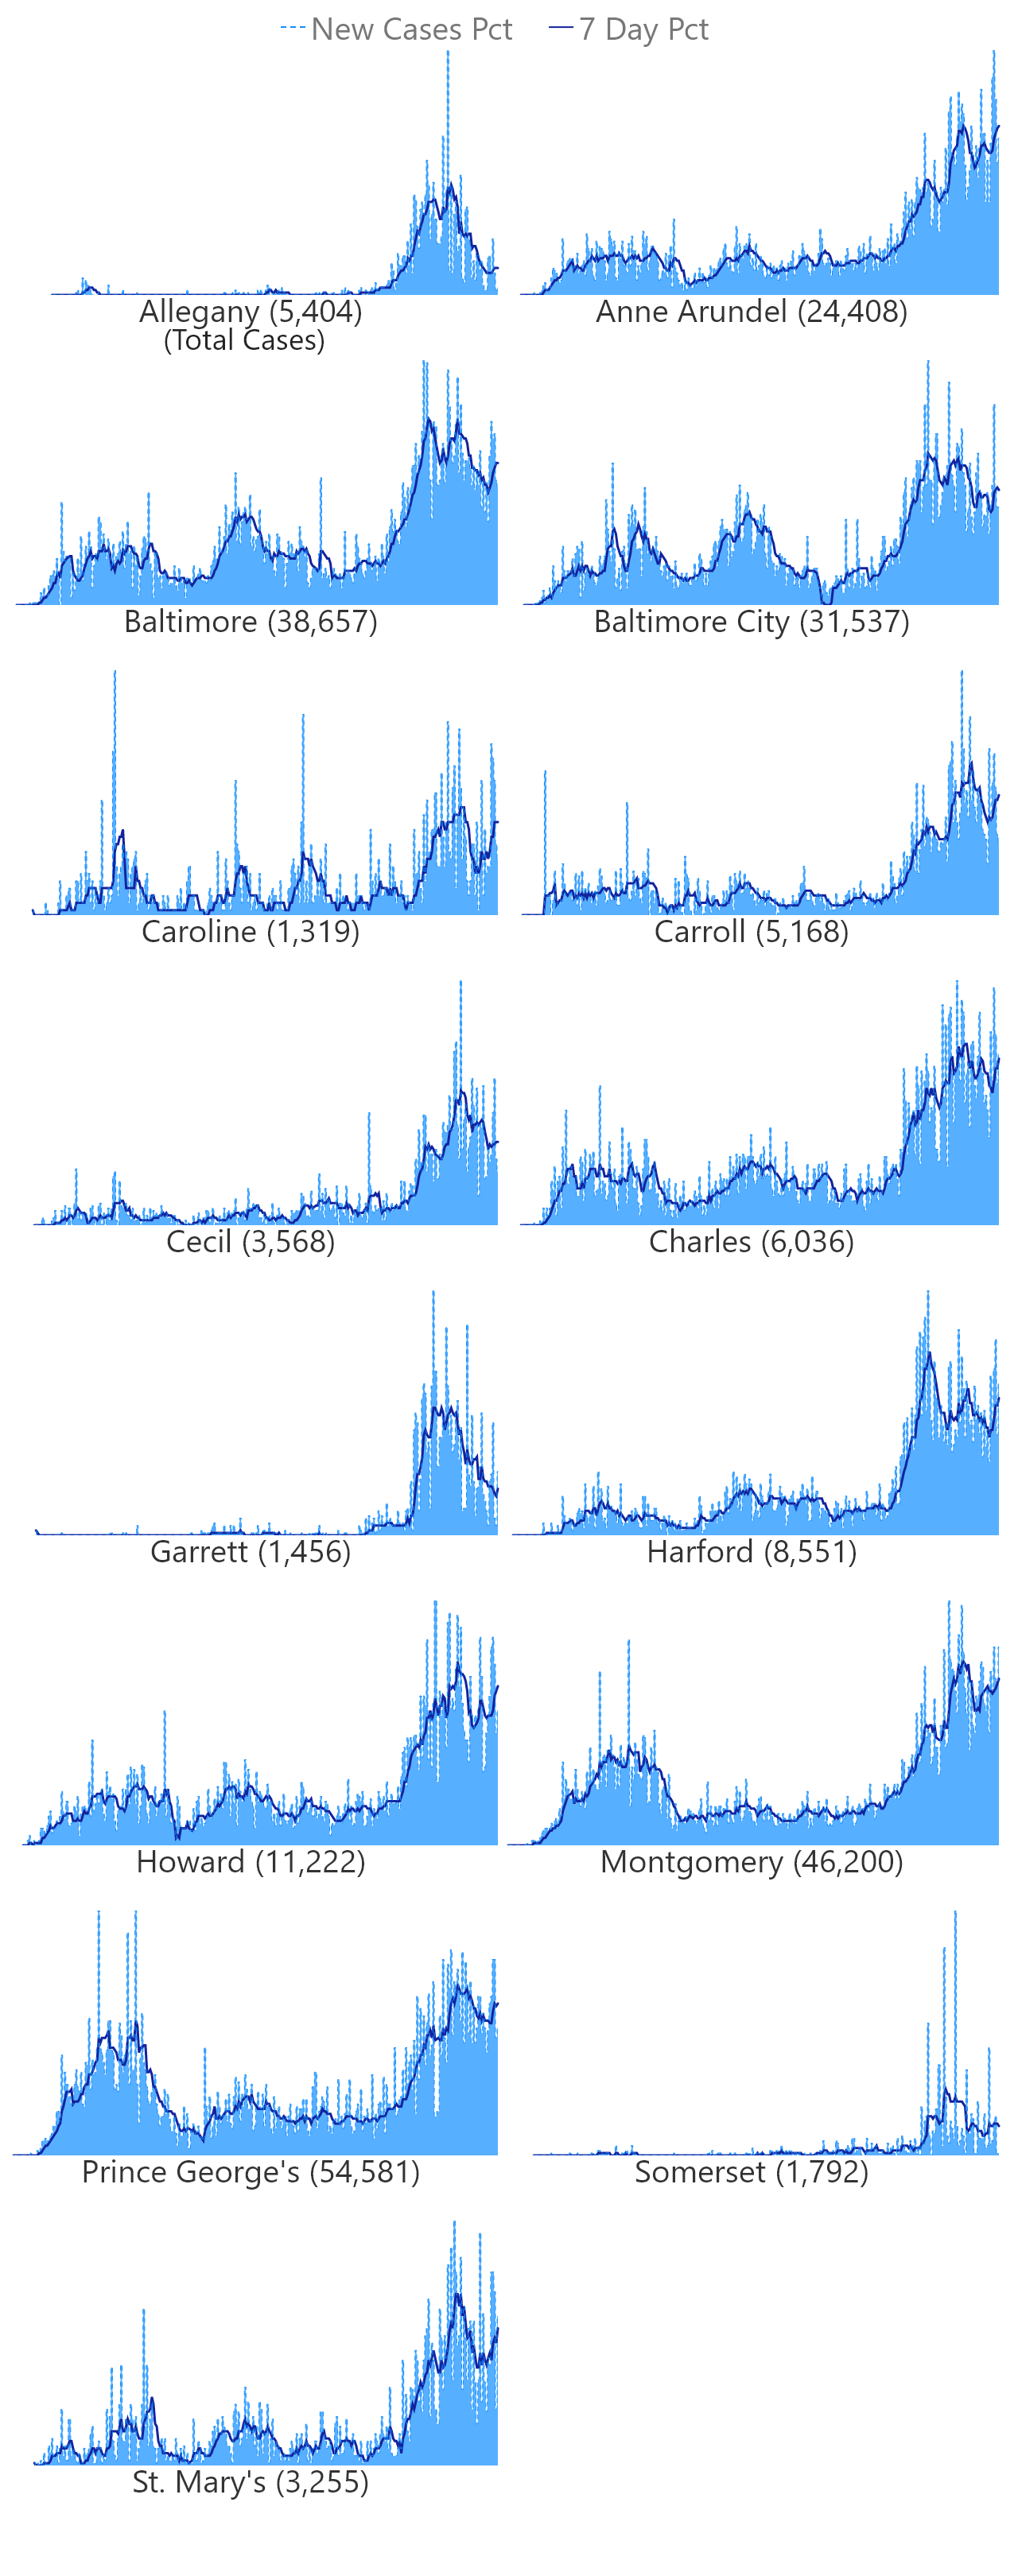 New Cases Pct 7 Day Pct
Allegany (5,404) Anne Arundel (24,408)
(Total Cases)
Baltimore (38,657) Baltimore City (31,537)
Caroline (1,319) Carroll (5,168)
Cecil (3,568) Charles (6,036)
Garrett (1,456) Harford (8,551)
Howard (11,222) Montgomery (46,200)
Prince George's (54,581) Somerset (1,792)
St. Mary's (3,255)